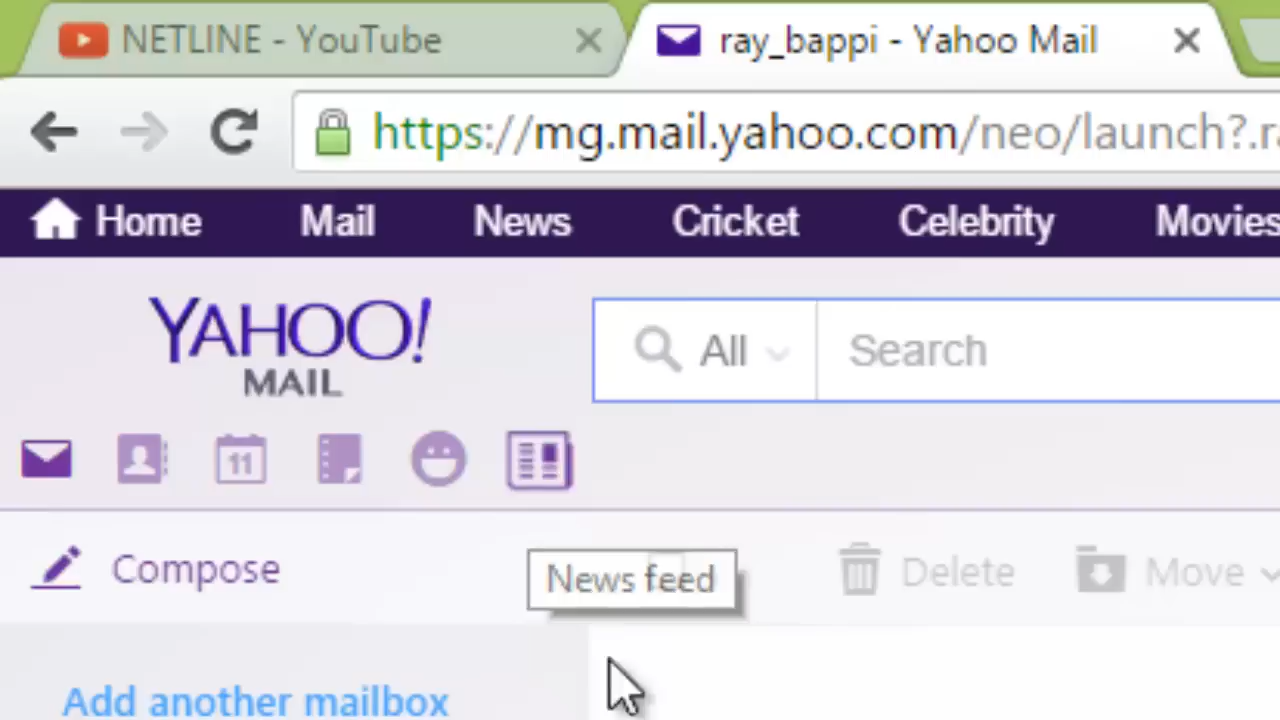 NETLINE - YouTube
ray_bappi - Yahoo Mail
https://mg.mail.yahoo.com/neo/launch?.r
Home Mail News Cricket Celebrity Movies
YAHOO!
MAIL
All Search
11
Compose
News feed
Delete Move
Add another mailbox